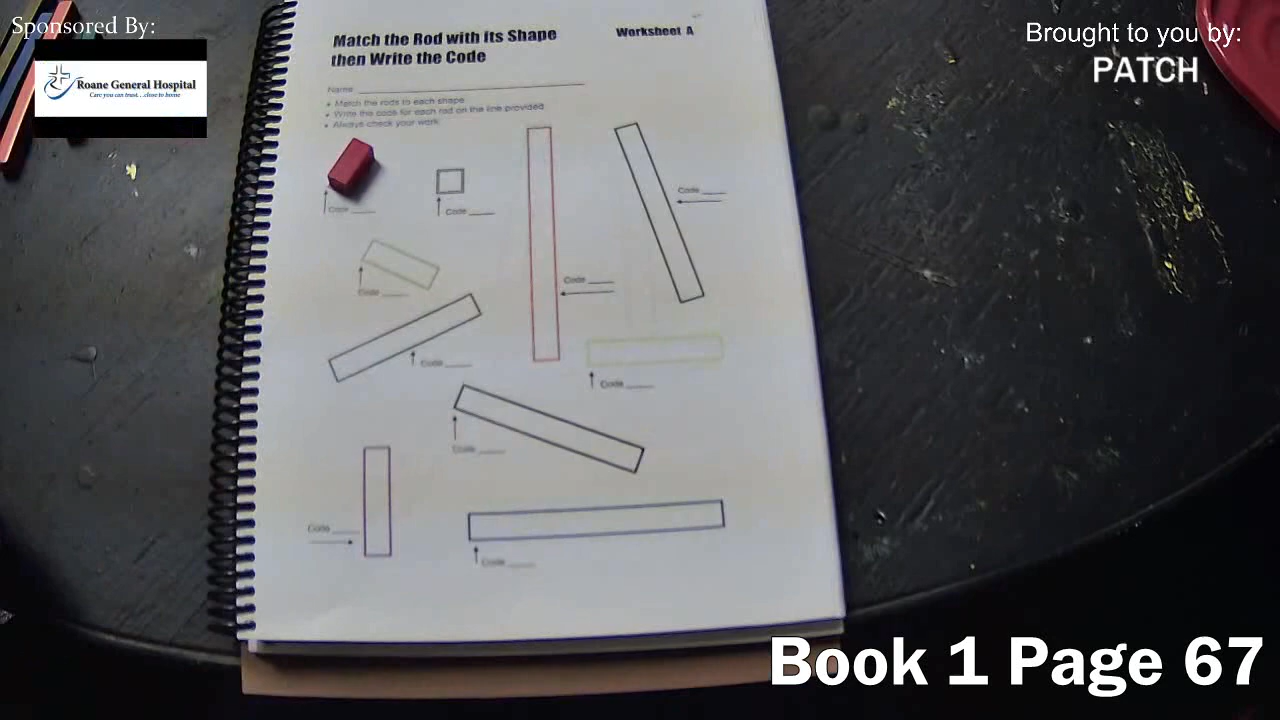 Sponsored By:
Roane General Hospital
Care you can trust. . .close to home
Brought to you by:
PATCH
Match the Rod with its Shape
then Write the Code
Worksheet A
Name
• Match the rods to each shape.
• Write the code for each rod on the line provided.
• Always check your work.
Code
Code
Code
Code
Code
Code
Code
Code
Code
Code
Book 1 Page 67